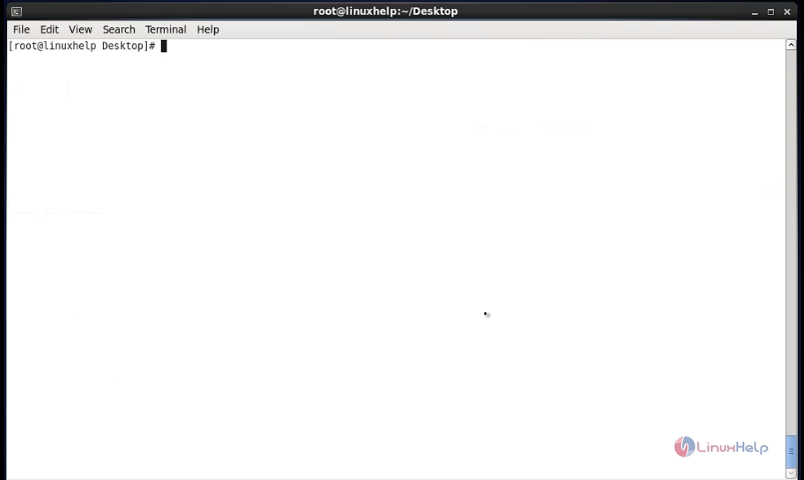 root@linuxhelp:~/Desktop
File Edit View Search Terminal Help
[root@linuxhelp Desktop]#
LinuxHelp